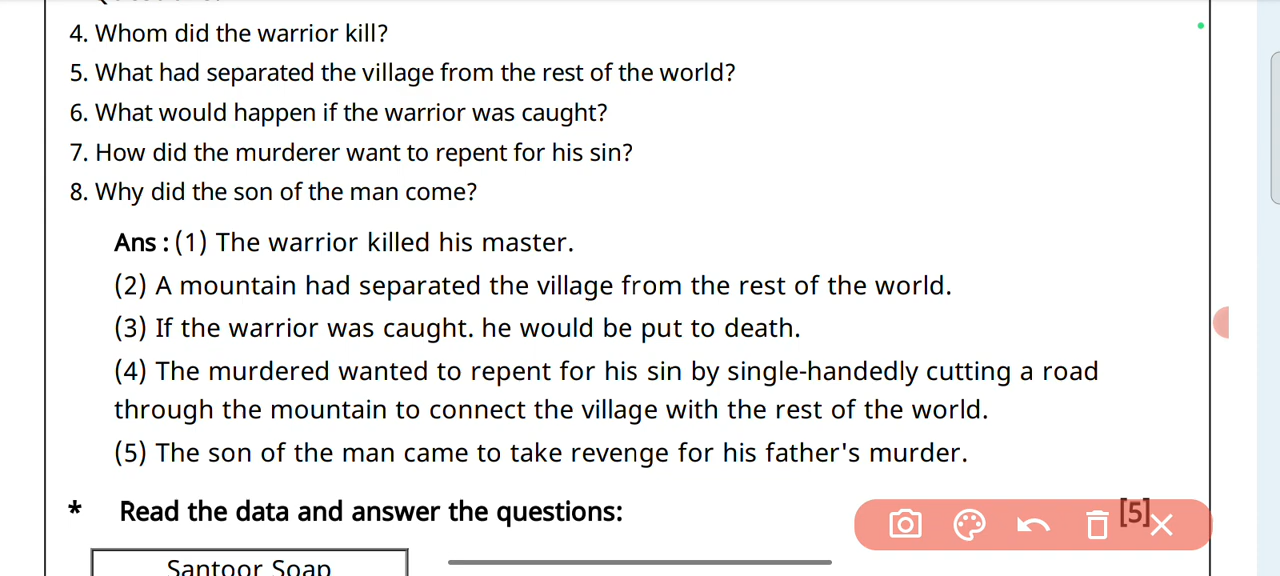 4. Whom did the warrior kill?
5. What had separated the village from the rest of the world?
6. What would happen if the warrior was caught?
7. How did the murderer want to repent for his sin?
8. Why did the son of the man come?
Ans : (1) The warrior killed his master.
(2) A mountain had separated the village from the rest of the world.
(3) If the warrior was caught. he would be put to death.
(4) The murdered wanted to repent for his sin by single-handedly cutting a road
through the mountain to connect the village with the rest of the world.
(5) The son of the man came to take revenge for his father's murder.
* Read the data and answer the questions: [5]
Santoor Soap